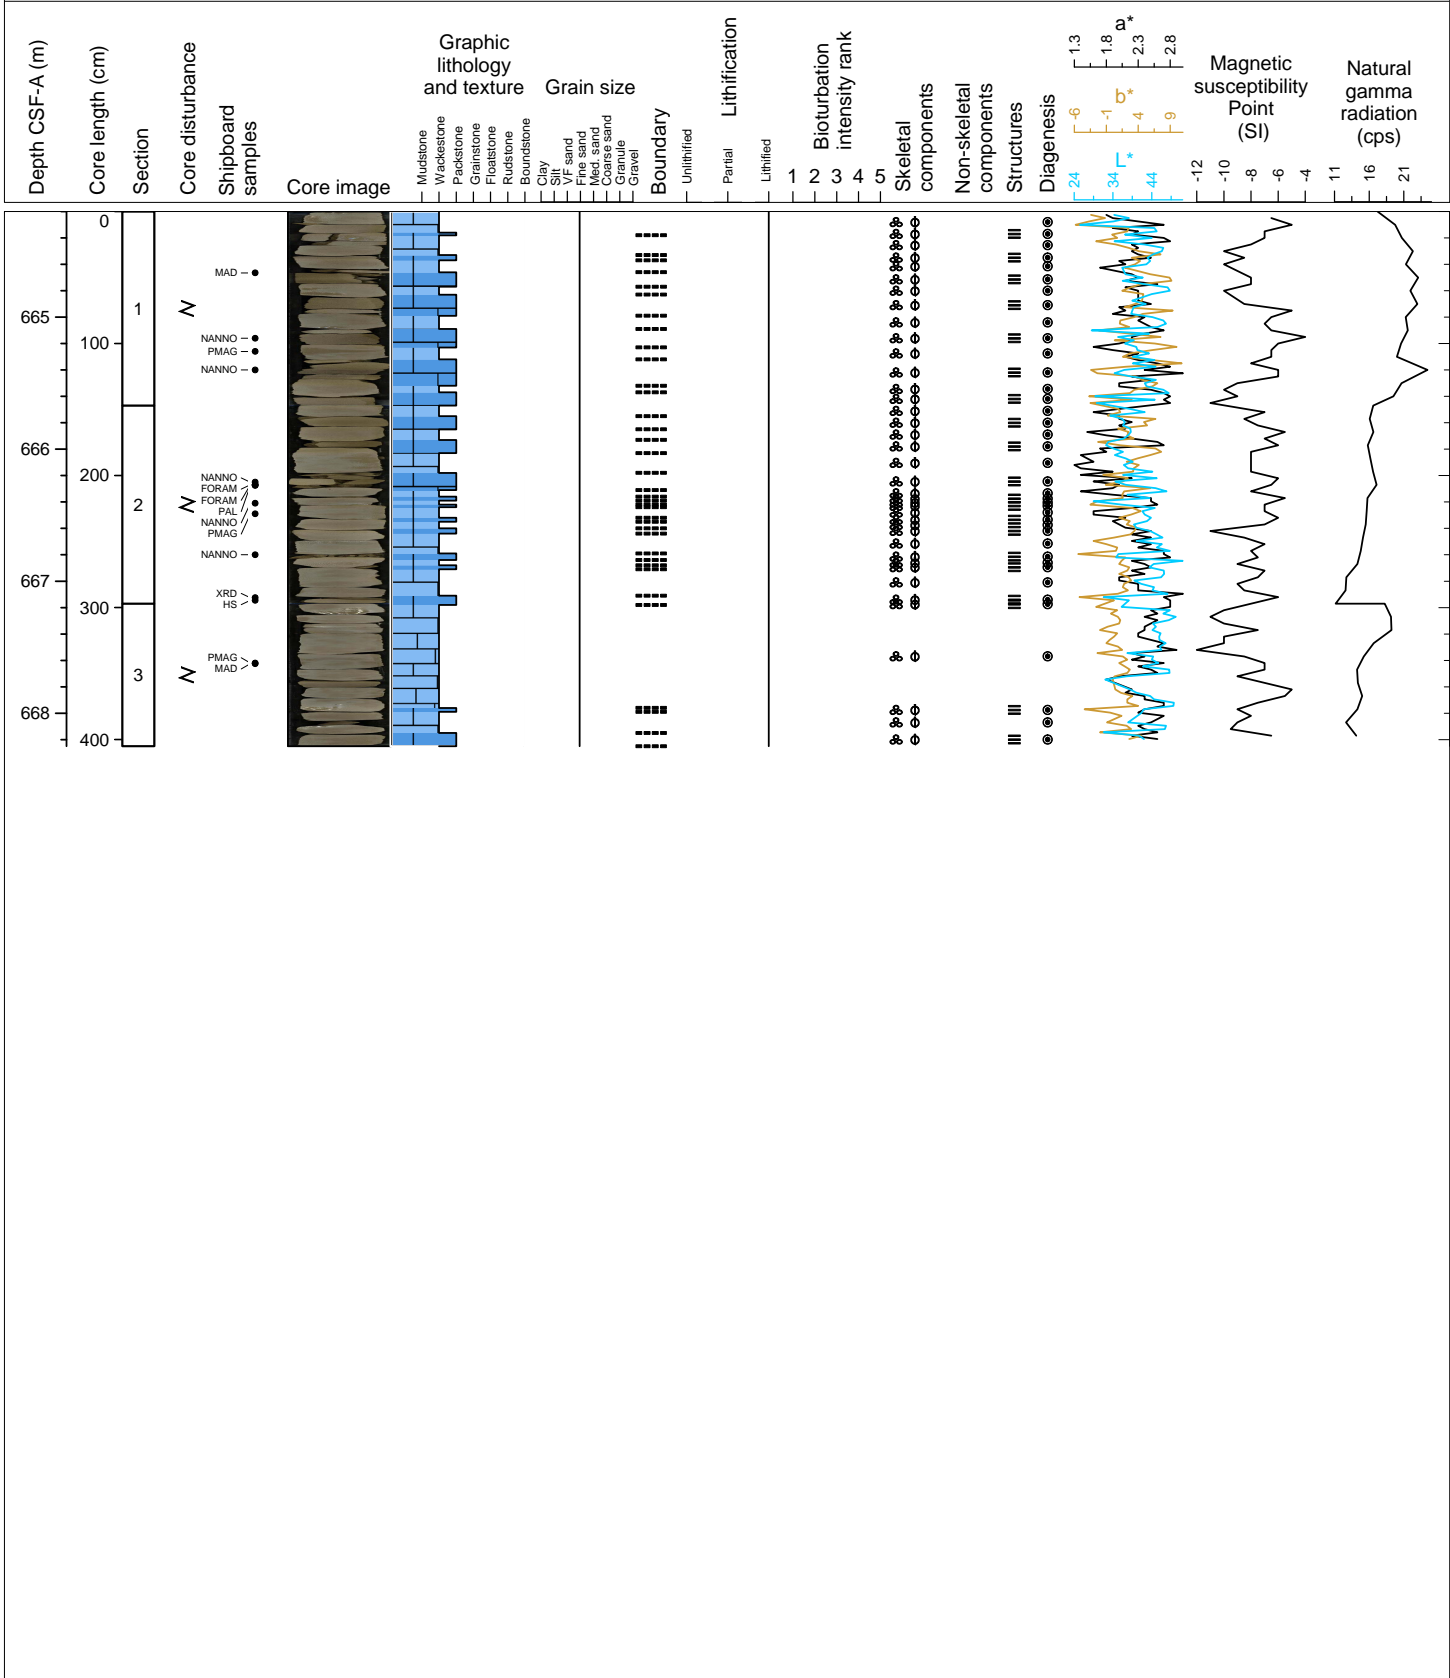 Depth CSF-A (m)
Core length (cm)
Section
Core disturbance
Shipboard
samples
Core image
Graphic
lithology
and texture
Mudstone
Wackestone
Packstone
Grainstone
Floatstone
Rudstone
Boundstone
Grain size
Clay
Silt
VF sand
Fine sand
Med. sand
Coarse sand
Granule
Gravel
Boundary
Lithification
Unlithified
Partial
Lithified
Bioturbation
intensity rank
1 2 3 4 5
Skeletal
components
Non-skeletal
components
Structures
Diagenesis
a*
1.3 1.8 2.3 2.8
b*
-6 -1 4 9
L*
24 34 44
Magnetic
susceptibility
Point
(SI)
-12 -10 -8 -6 -4
Natural
gamma
radiation
(cps)
11 16 21
0
MAD
1
665
NANNO
100
PMAG
NANNO
666
200
NANNO
FORAM
FORAM
2
PAL
NANNO
PMAG
NANNO
667
XRD
HS
300
PMAG
MAD
3
668
400